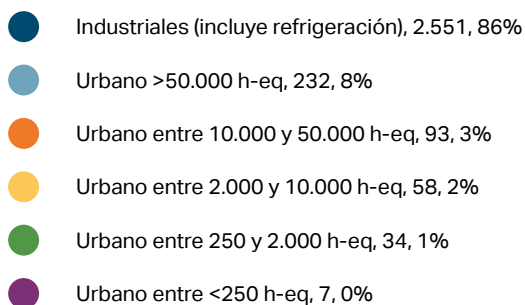 Industriales (incluye refrigeración), 2.551, 86%
Urbano >50.000 h-eq, 232, 8%
Urbano entre 10.000 y 50.000 h-eq, 93, 3%
Urbano entre 2.000 y 10.000 h-eq, 58, 2%
Urbano entre 250 y 2.000 h-eq, 34, 1%
Urbano entre <250 h-eq, 7, 0%